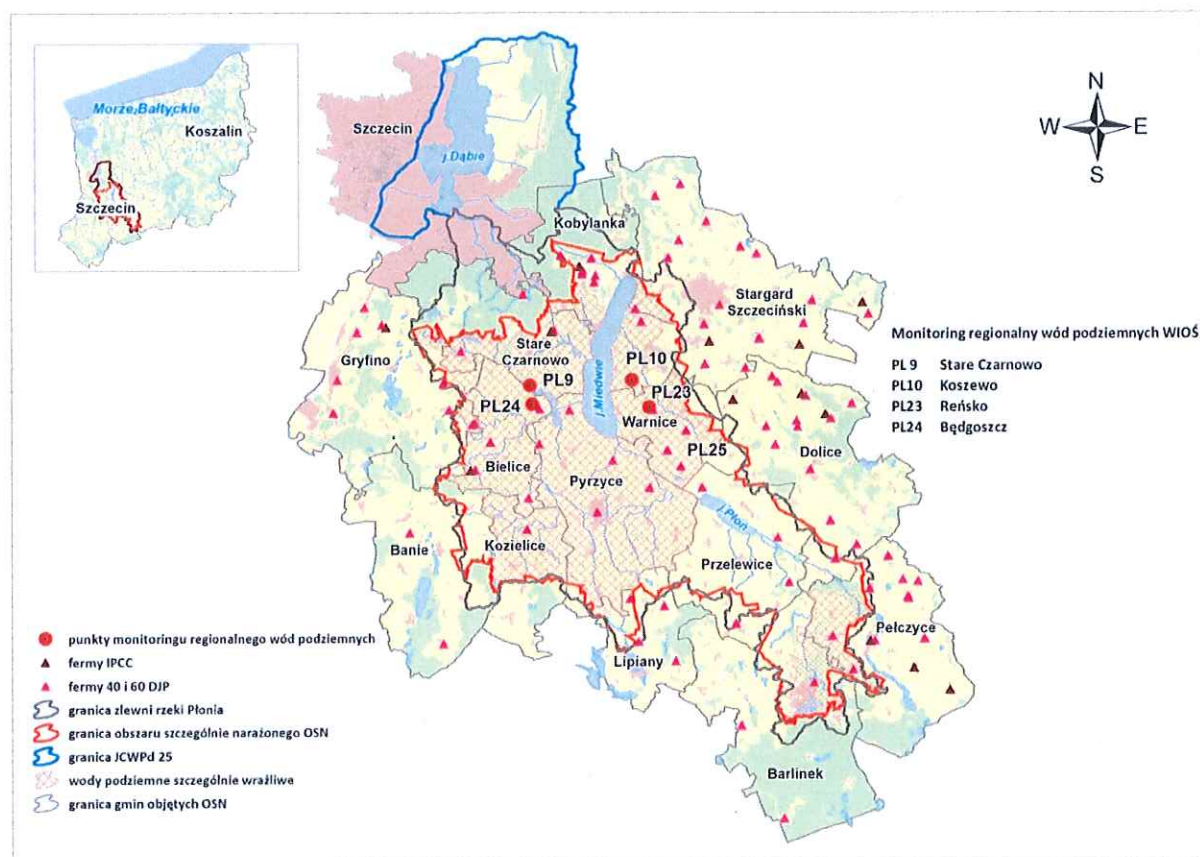 Morze Bałtyckie
Koszalin
Szczecin
N
W
E
S
Szczecin
j.Dąbie
Kobylanka
Stargard
Szczeciński
Gryfino
Stare
Czarnowo
j.Miedwie
PL10
PL9
PL23
PL24
Warnice
PL25
Dolice
Bielice
Pyrzyce
j.Płoń
Banie
Kozielice
Przelewice
Pełczyce
Lipiany
Barlinek
Monitoring regionalny wód podziemnych WIOŚ
PL 9 Stare Czarnowo
PL10 Koszewo
PL23 Reńsko
PL24 Będgoszcz
punkty monitoringu regionalnego wód podziemnych
fermy IPCC
fermy 40 i 60 DJP
granica zlewni rzeki Płonia
granica obszaru szczególnie narażonego OSN
granica JCWPd 25
wody podziemne szczególnie wrażliwe
granica gmin objętych OSN